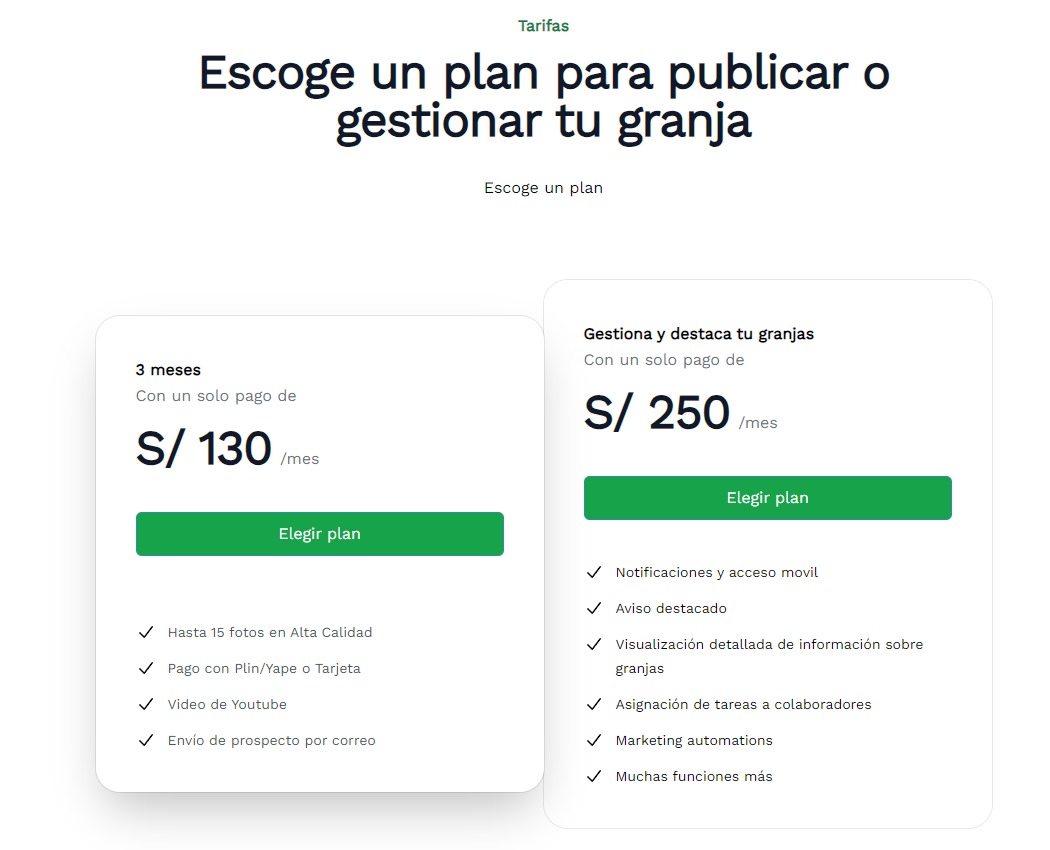 Tarifas
Escoge un plan para publicar o
gestionar tu granja
Escoge un plan
3 meses
Con un solo pago de
S/ 130 /mes
Elegir plan
Hasta 15 fotos en Alta Calidad
Pago con Plin/Yape o Tarjeta
Video de Youtube
Envío de prospecto por correo
Gestiona y destaca tu granjas
Con un solo pago de
S/ 250 /mes
Elegir plan
Notificaciones y acceso movil
Aviso destacado
Visualización detallada de información sobre
granjas
Asignación de tareas a colaboradores
Marketing automations
Muchas funciones más